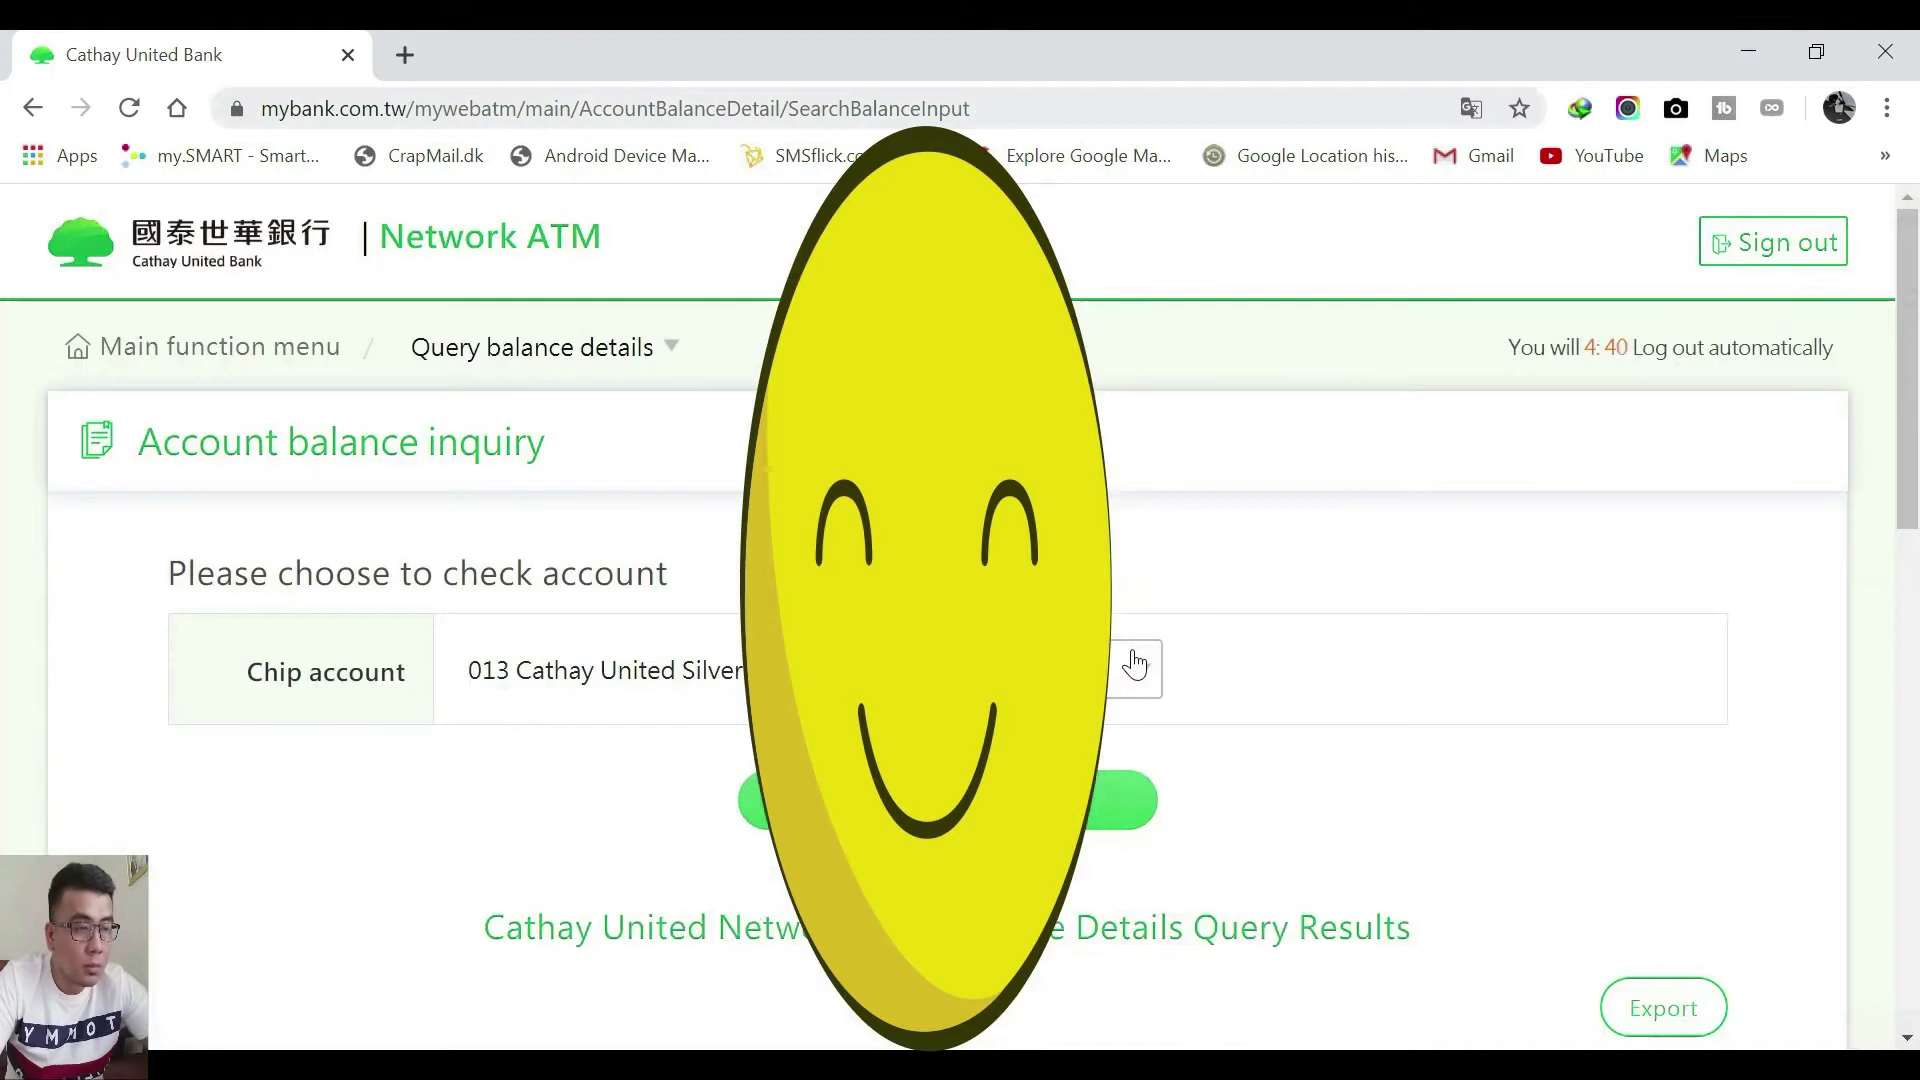 Cathay United Bank
mybank.com.tw/mywebatm/main/AccountBalanceDetail/SearchBalanceInput
Apps my.SMART - Smart... CrapMail.dk Android Device Ma... SMSflick.co Explore Google Ma... Google Location his... Gmail YouTube Maps »
國泰世華銀行
Cathay United Bank
| Network ATM
Sign out
Main function menu / Query balance details
You will 4:40 Log out automatically
Account balance inquiry
Please choose to check account
Chip account
013 Cathay United Silver
Cathay United Netw
e Details Query Results
Export
YMMOT